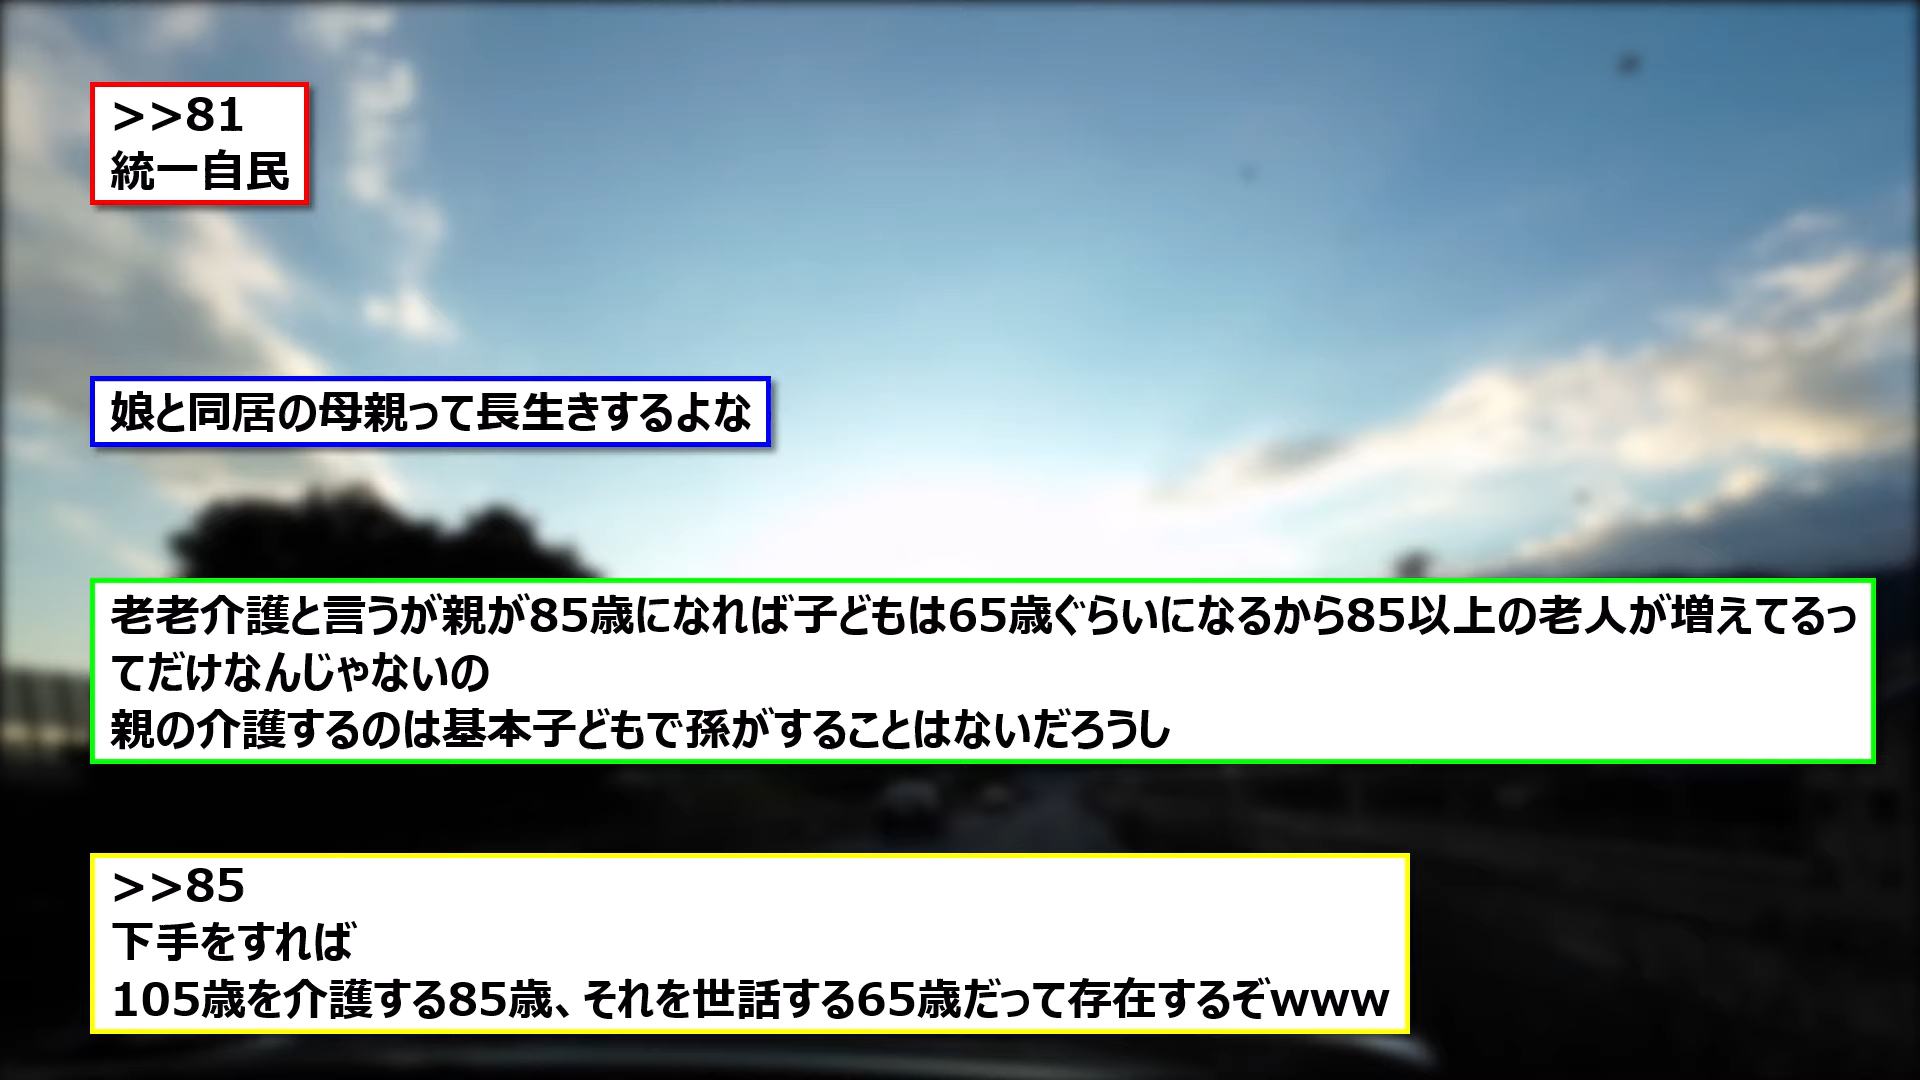 >>81
統一自民
娘と同居の母親って長生きするよな
老老介護と言うが親が85歳になれば子どもは65歳ぐらいになるから85以上の老人が増えてるっ
てだけなんじゃないの
親の介護するのは基本子どもで孫がすることはないだろうし
>>85
下手をすれば
105歳を介護する85歳、それを世話する65歳だって存在するぞwww